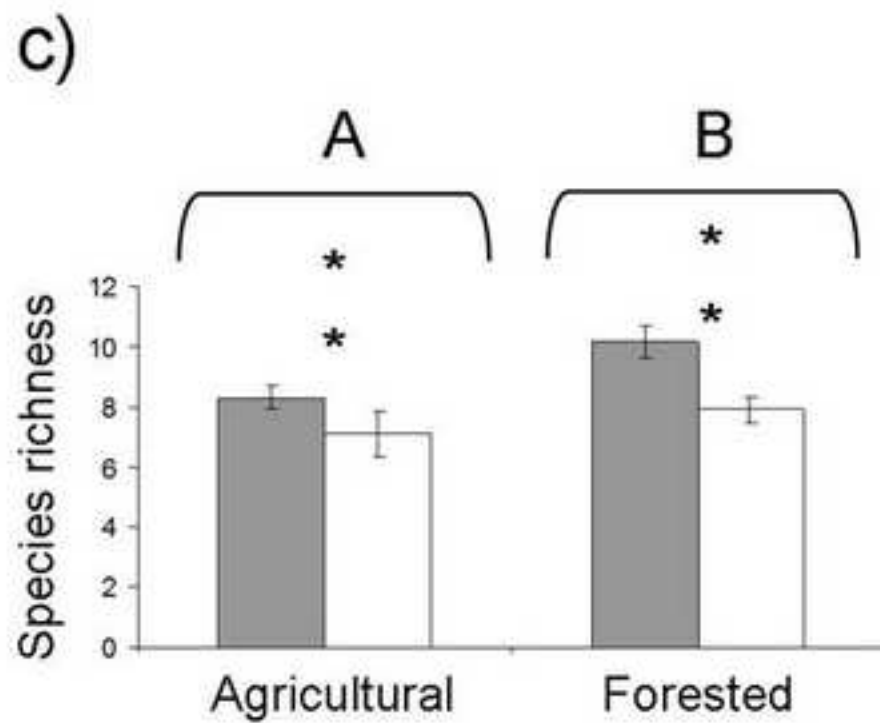 c)
A B
* *
* *
Species richness
12
10
8
6
4
2
0
Agricultural Forested